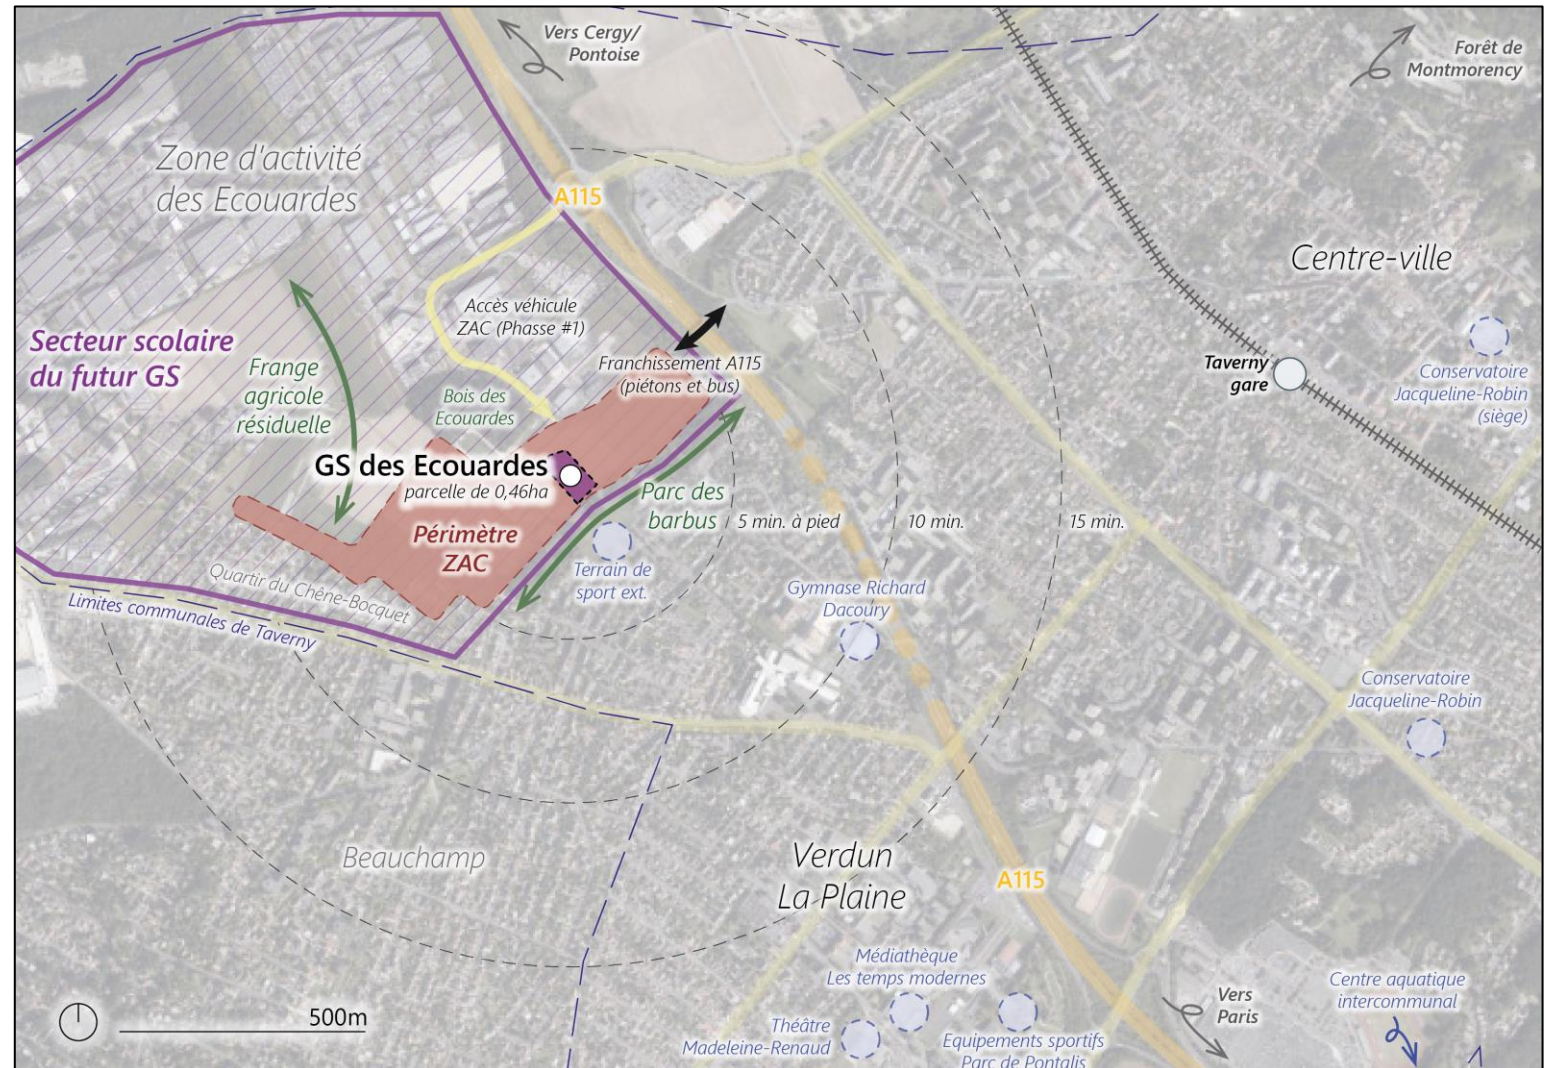 Vers Cergy/
Pontoise
Forêt de
Montmorency
Zone d'activité
des Ecouardes
A115
Centre-ville
Accès véhicule
ZAC (Phasse #1)
Secteur scolaire
du futur GS
Frange
agricole
résiduelle
Franchissement A115
(piétons et bus)
Bois des
Ecouardes
Taverny
gare
Conservatoire
Jacqueline-Robin
(siège)
GS des Ecouardes
parcelle de 0,46ha
Parc des
barbus
5 min. à pied
10 min.
15 min.
Périmètre
ZAC
Terrain de
sport ext.
Quartir du Chêne-Bocquet
Limites communales de Taverny
Gymnase Richard
Dacoury
Conservatoire
Jacqueline-Robin
Beauchamp
Verdun
La Plaine
A115
Médiathèque
Les temps modernes
Théâtre
Madeleine-Renaud
Equipements sportifs
Parc de Pontalis
Vers
Paris
Centre aquatique
intercommunal
500m